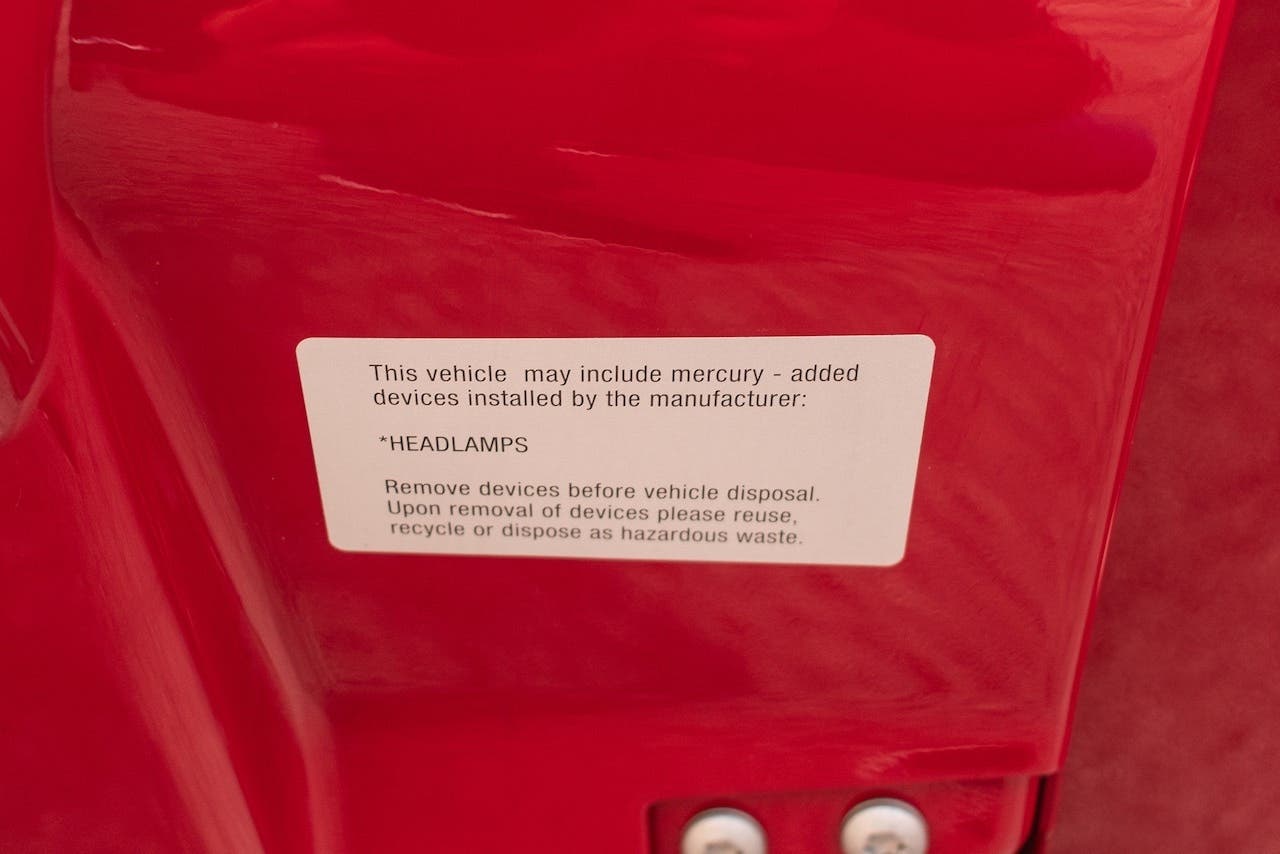 This vehicle  may include mercury - added
devices installed by the manufacturer:
*HEADLAMPS
Remove devices before vehicle disposal.
Upon removal of devices please reuse,
recycle or dispose as hazardous waste.